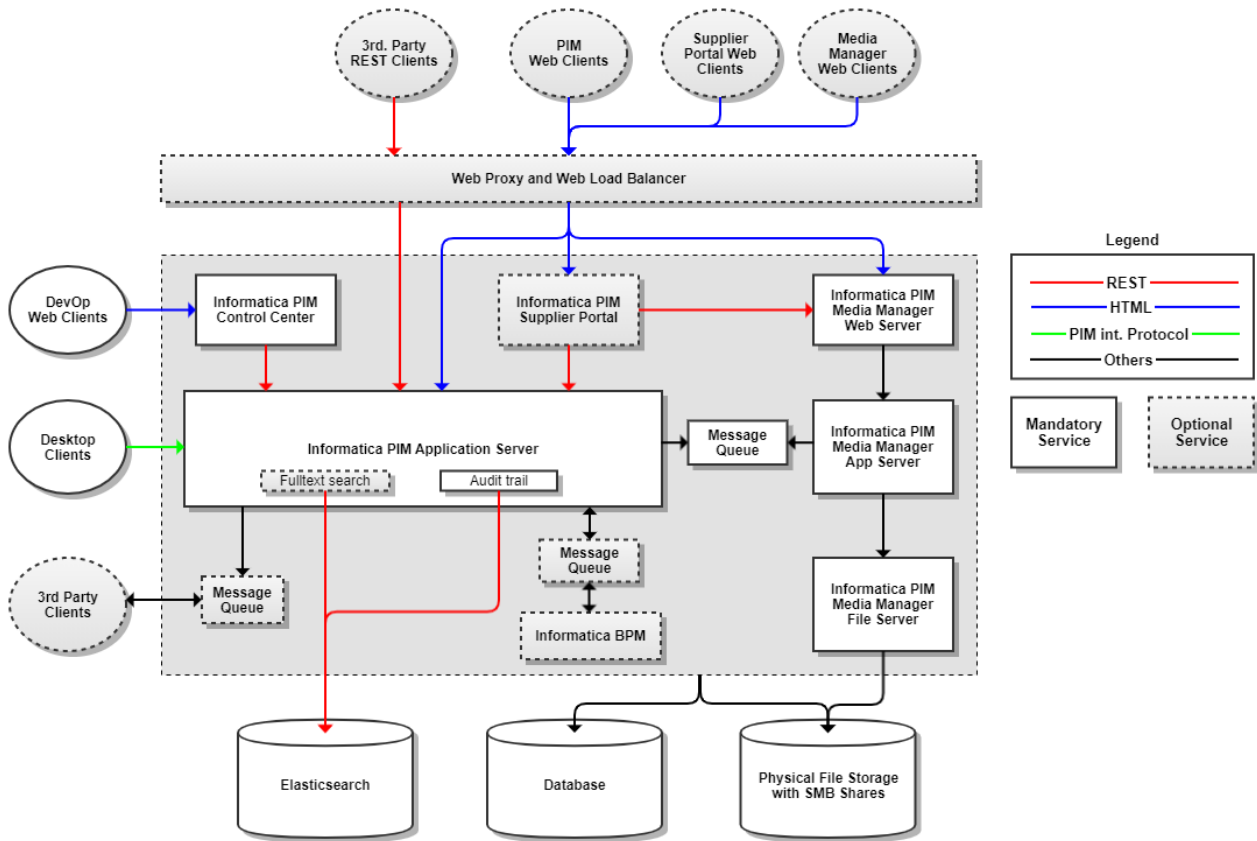 3rd. Party
REST Clients
PIM
Web Clients
Supplier
Portal Web
Clients
Media
Manager
Web Clients
Web Proxy and Web Load Balancer
Legend
REST
HTML
PIM int. Protocol
Others
Mandatory
Service
Optional
Service
DevOp
Web Clients
Informatica PIM
Control Center
Informatica PIM
Supplier Portal
Informatica PIM
Media Manager
Web Server
Desktop
Clients
Informatica PIM Application Server
Fulltext search
Audit trail
Message
Queue
Informatica PIM
Media Manager
App Server
3rd Party
Clients
Message
Queue
Message
Queue
Informatica BPM
Informatica PIM
Media Manager
File Server
Elasticsearch
Database
Physical File Storage
with SMB Shares